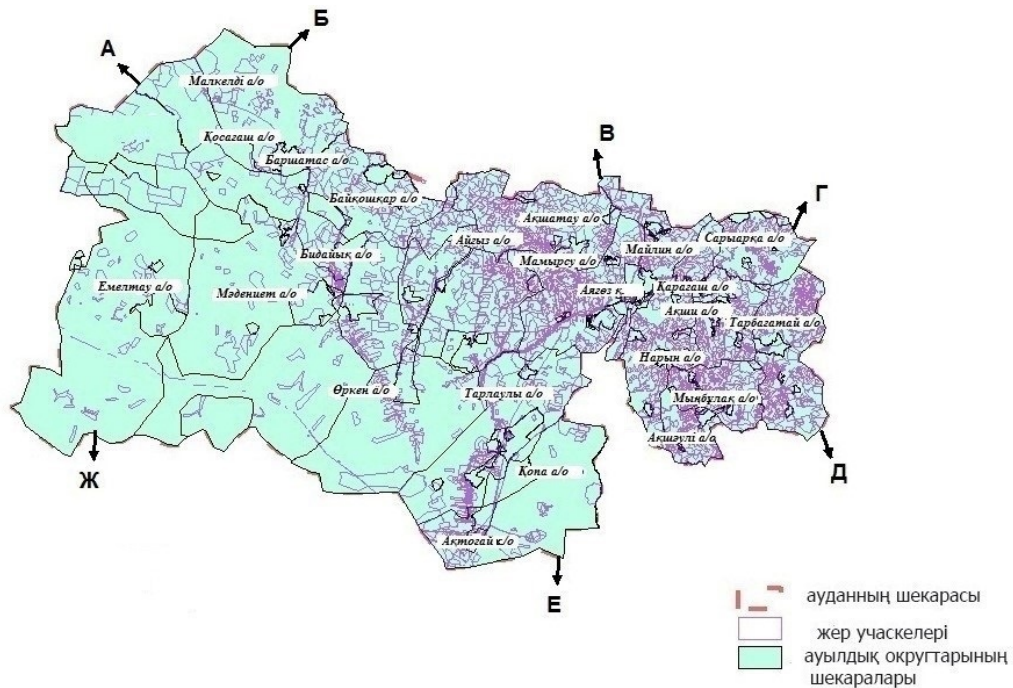 Б
А
Малкелді а/о
Қосағаш а/о
Баршатас а/о
В
Байқошқар а/о
Ақшатау а/о
Г
Айғыз а/о
Майлин а/о
Сарыарқа а/о
Бидайық а/о
Мамырсу а/о
Емелтау а/о
Мәдениет а/о
Аягөз қ.
Қарағаш а/о
Ақши а/о
Тарбағатай а/о
Нарын а/о
Өркен а/о
Тарлаулы а/о
Мыңбұлақ а/о
Ақшәулі а/о
Ж
Қопа а/о
Д
Ақтоғай к/о
Е
ауданның шекарасы
жер учаскелері
ауылдық округтарының
шекаралары